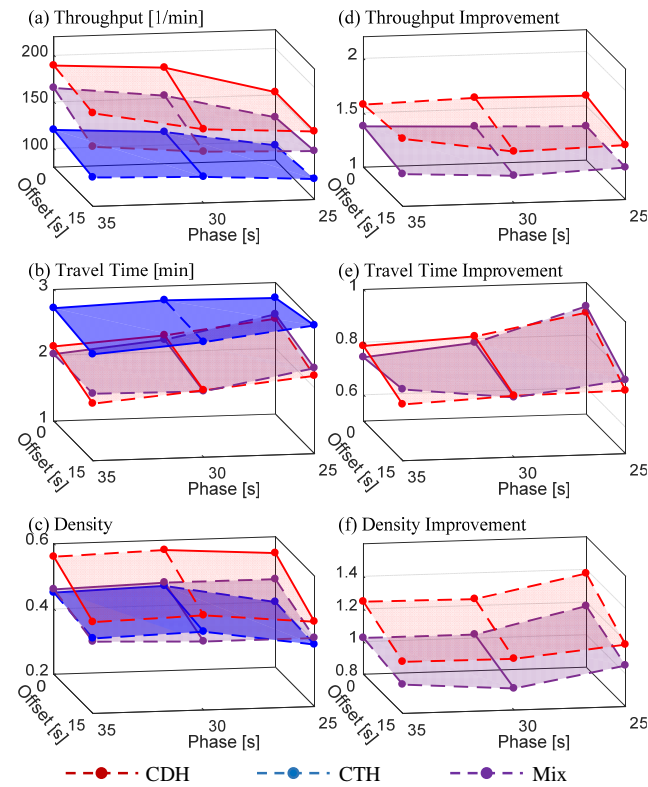 (a) Throughput [1/min]
200
150
100
0
15
Offset [s]
35
30
25
Phase [s]
(d) Throughput Improvement
2
1.5
1
0
15
Offset [s]
35
30
25
Phase [s]
(b) Travel Time [min]
3
2
1
0
15
Offset [s]
35
30
25
Phase [s]
(e) Travel Time Improvement
1
0.8
0.6
0
15
Offset [s]
35
30
25
Phase [s]
(c) Density
0.6
0.4
0.2
0
15
Offset [s]
35
30
25
Phase [s]
(f) Density Improvement
1.4
1.2
1
0.8
0
15
Offset [s]
35
30
25
Phase [s]
CDH CTH Mix